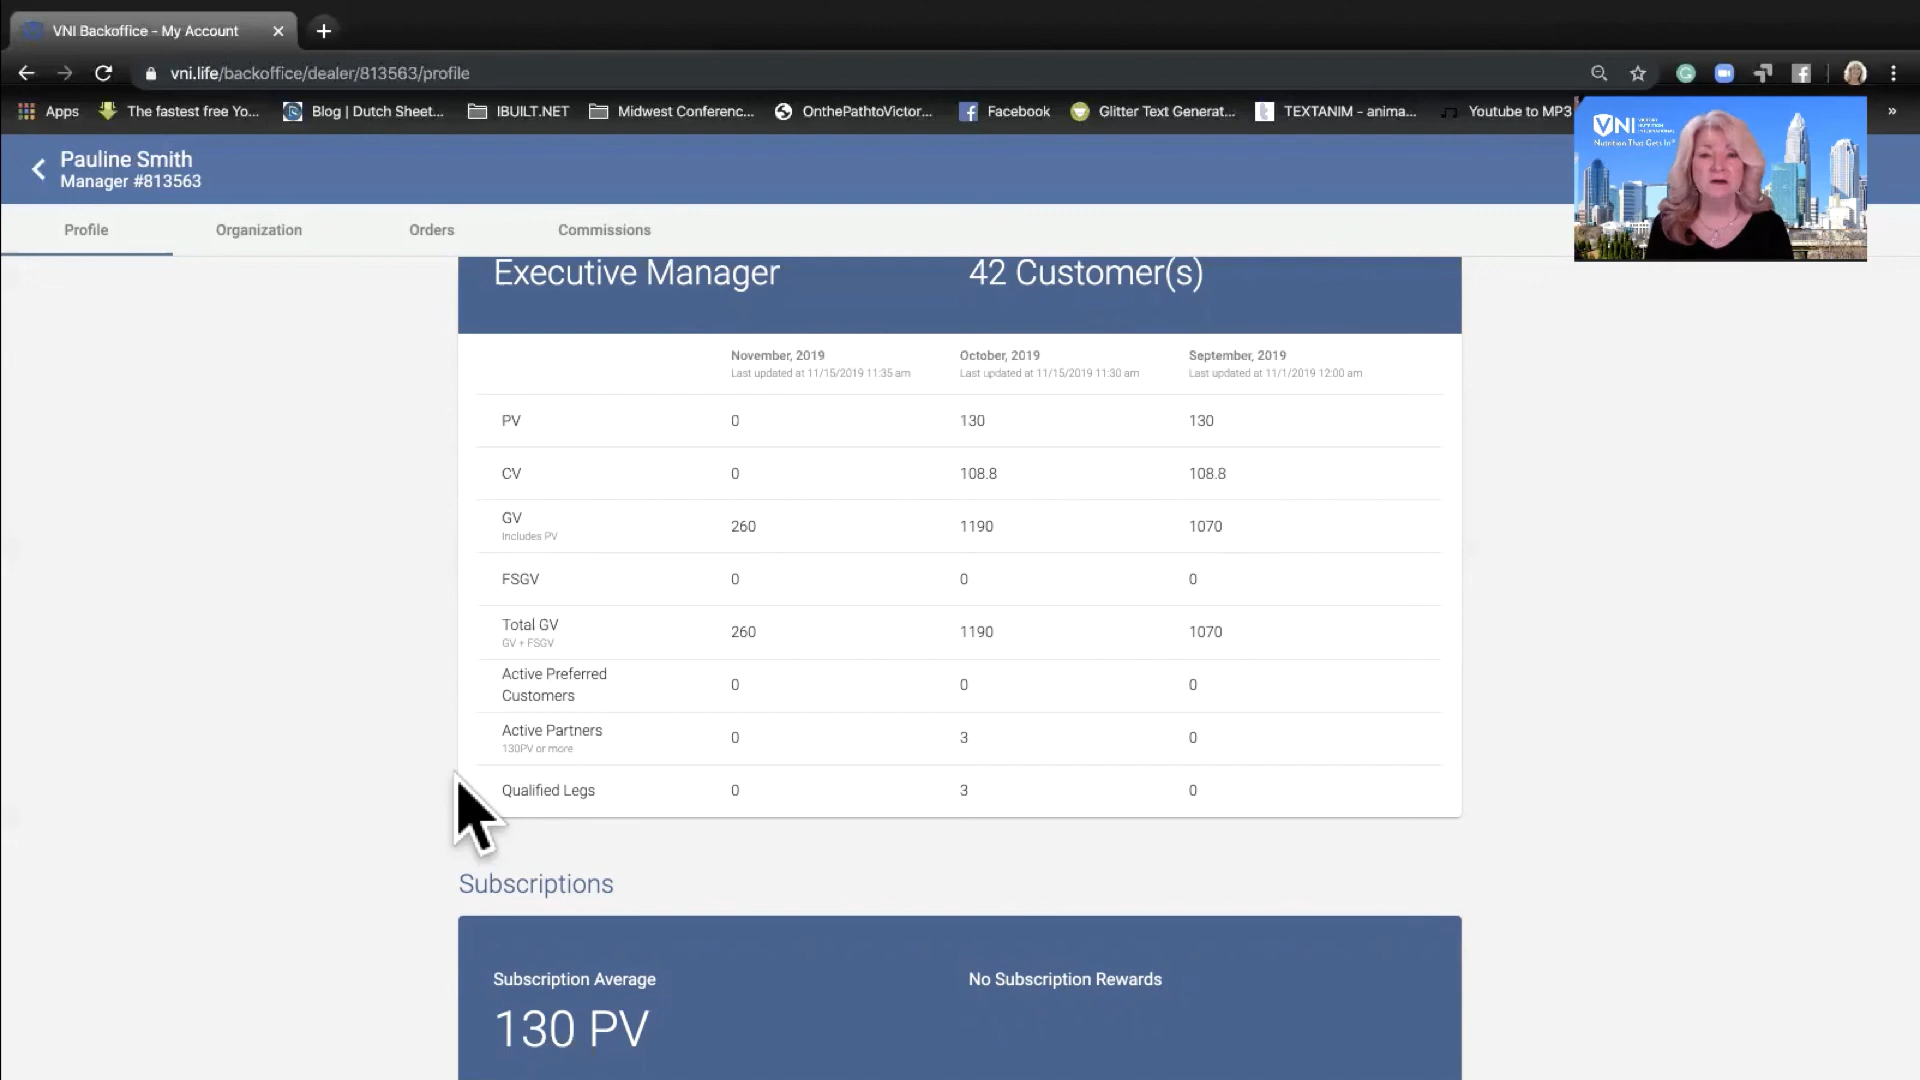 VNI Backoffice - My Account
vni.life/backoffice/dealer/813563/profile
Apps
The fastest free Yo...
Blog | Dutch Sheet...
IBUILT.NET
Midwest Conferenc...
OnthePathtoVictor...
Facebook
Glitter Text Generat...
TEXTANIM - anima...
Youtube to MP3
VNI
Nutrition That Gets In
Pauline Smith
Manager #813563
Profile Organization Orders Commissions
Executive Manager 42 Customer(s)
November, 2019 October, 2019 September, 2019
Last updated at 11/15/2019 11:35 am Last updated at 11/15/2019 11:30 am Last updated at 11/1/2019 12:00 am
PV 0 130 130
CV 0 108.8 108.8
GV 260 1190 1070
Includes PV
FSGV 0 0 0
Total GV 260 1190 1070
GV + FSGV
Active Preferred
Customers 0 0 0
Active Partners 0 3 0
130PV or more
Qualified Legs 0 3 0
Subscriptions
Subscription Average No Subscription Rewards
130 PV